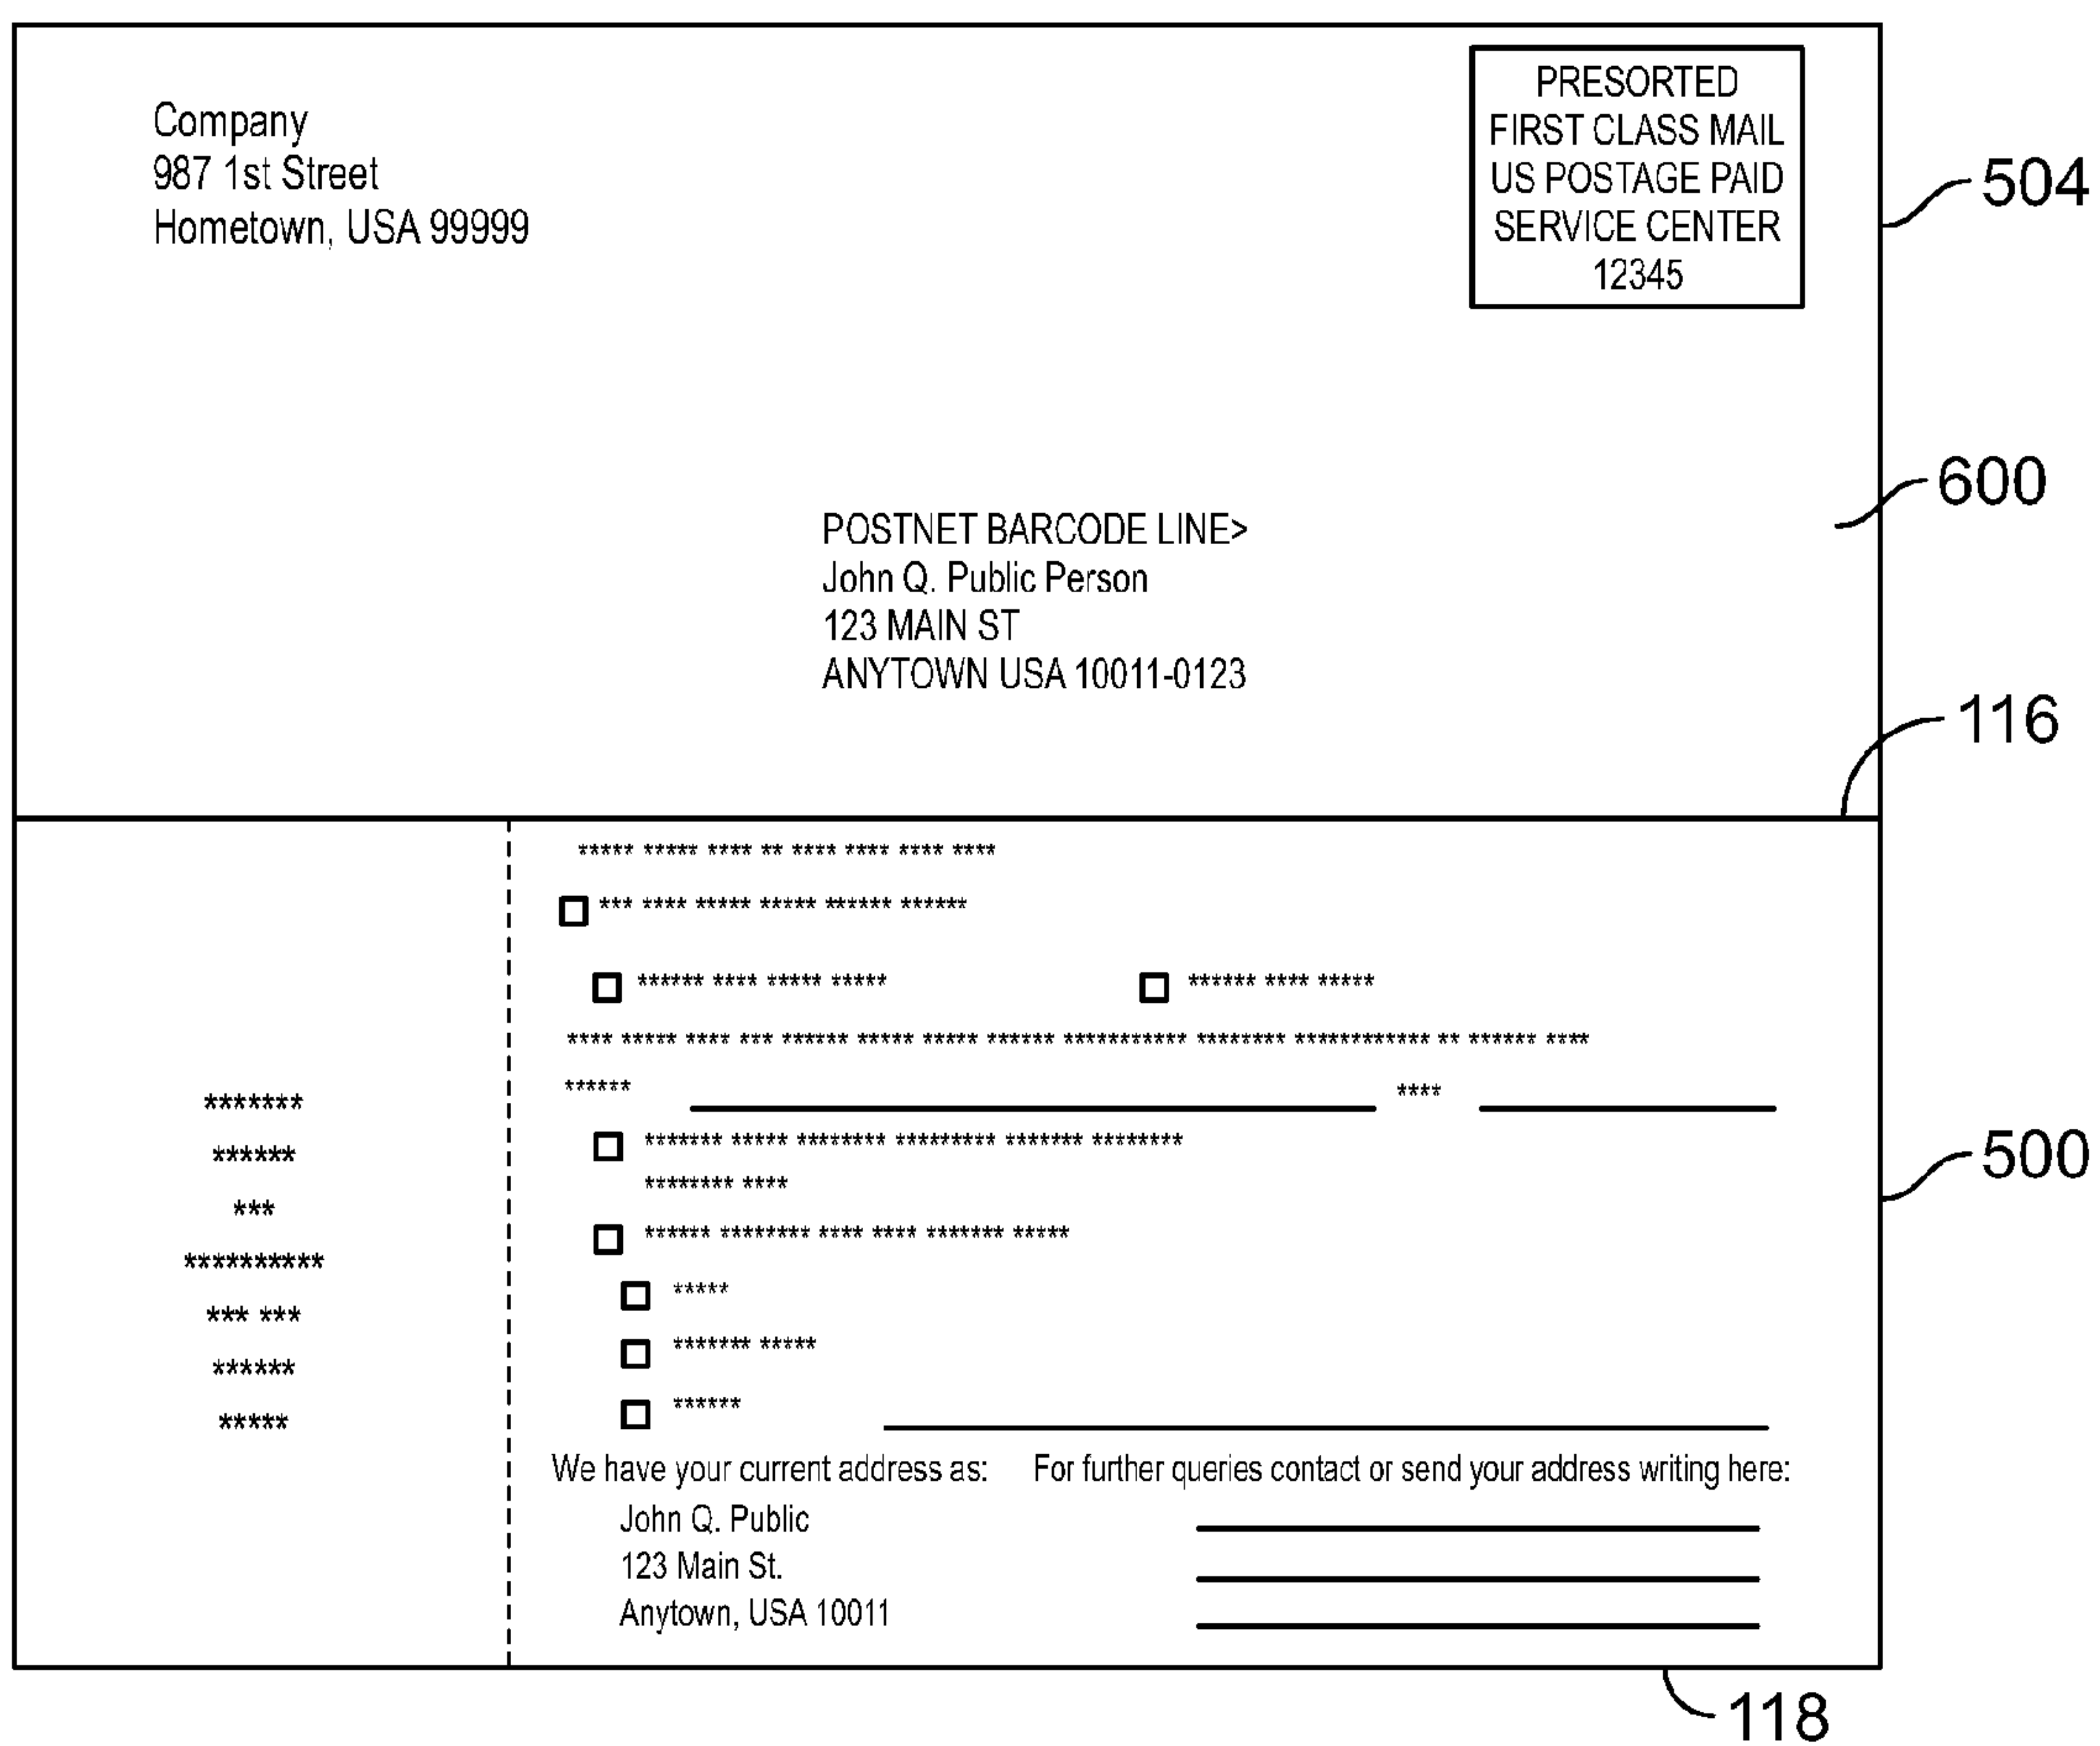 Company
987 1st Street
Hometown, USA 99999
PRESORTED
FIRST CLASS MAIL
US POSTAGE PAID
SERVICE CENTER
12345
504
600
POSTNET BARCODE LINE>
John Q. Public Person
123 MAIN ST
ANYTOWN USA 10011-0123
116
*******
******
***
**********
*** ***
******
*****
***** ***** **** ** **** **** **** ****
*** **** ***** ***** ****** ******
****** **** ***** *****
****** **** *****
**** ***** **** *** ****** ***** ***** ****** *********** ******** ************ ** ****** ****
******
****
******* ***** ******** ********* ******* ********
******** ****
****** ******** **** **** ******* *****
*****
******* *****
******
500
We have your current address as:
John Q. Public
123 Main St.
Anytown, USA 10011
For further queries contact or send your address writing here:
118